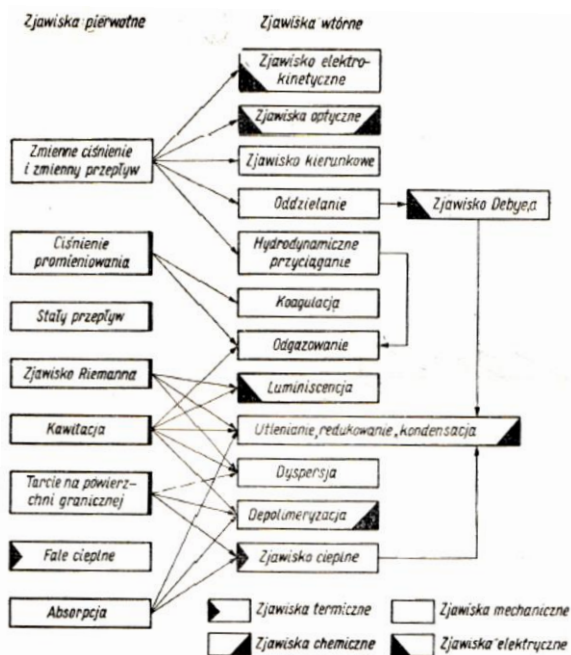 Zjawiska pierwotne
Zjawiska wtórne
Zjawisko elektro-
kinetyczne
Zjawiska optyczne
Zmienne ciśnienie
i zmienny przepływ
Zjawisko kierunkowe
Oddzielanie
Zjawisko Debye,a
Ciśnienie
promieniowania
Hydrodynamiczne
przyciąganie
Koagulacja
Stały przepływ
Odgazowanie
Zjawisko Riemanna
Luminiscencja
Kawitacja
Utlenianie, redukowanie, kondensacja
Dyspersja
Tarcie na powierz-
chni granicznej
Depolimeryzacja
Fale cieplne
Zjawisko cieplne
Absorpcja
Zjawiska termiczne
Zjawiska mechaniczne
Zjawiska chemiczne
Zjawiska elektryczne